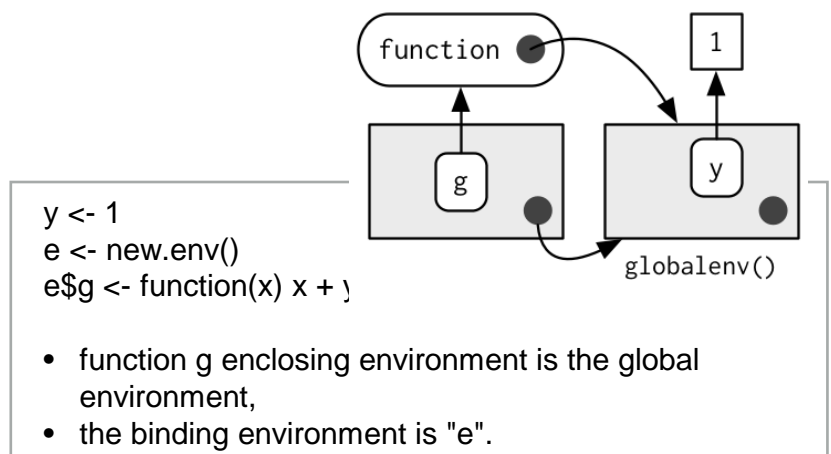 function
1
g
y
globalenv()
y <- 1
e <- new.env()
e$g <- function(x) x + y
• function g enclosing environment is the global
environment,
• the binding environment is "e".